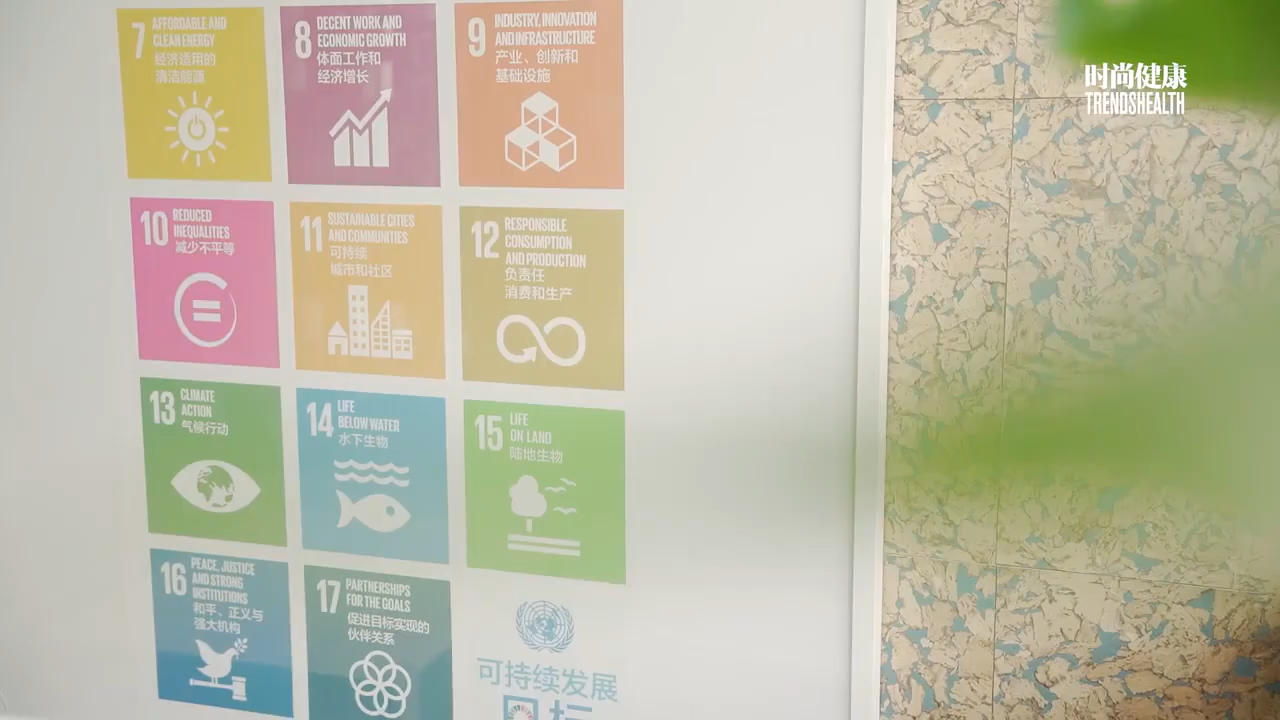 7 AFFORDABLE AND
CLEAN ENERGY
经济适用的
清洁能源
8 DECENT WORK AND
ECONOMIC GROWTH
体面工作和
经济增长
9 INDUSTRY, INNOVATION
AND INFRASTRUCTURE
产业、创新和
基础设施
时尚健康
TRENDSHEALTH
10 REDUCED
INEQUALITIES
减少不平等
11 SUSTAINABLE CITIES
AND COMMUNITIES
可持续
城市和社区
12 RESPONSIBLE
CONSUMPTION
AND PRODUCTION
负责任
消费和生产
13 CLIMATE
ACTION
气候行动
14 LIFE
BELOW WATER
水下生物
15 LIFE
ON LAND
陆地生物
16 PEACE, JUSTICE
AND STRONG
INSTITUTIONS
和平、正义与
强大机构
17 PARTNERSHIPS
FOR THE GOALS
促进目标实现的
伙伴关系
可持续发展
目标